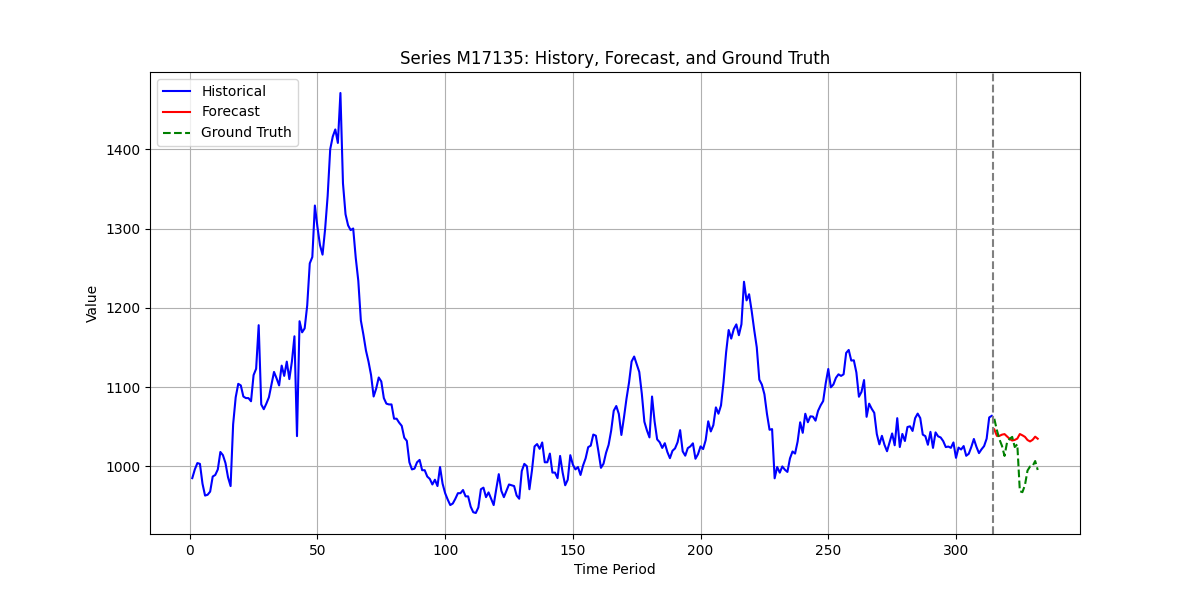 Series M17135: History, Forecast, and Ground Truth
Historical
Forecast
Ground Truth
Value
1400
1300
1200
1100
1000
0 50 100 150 200 250 300
Time Period